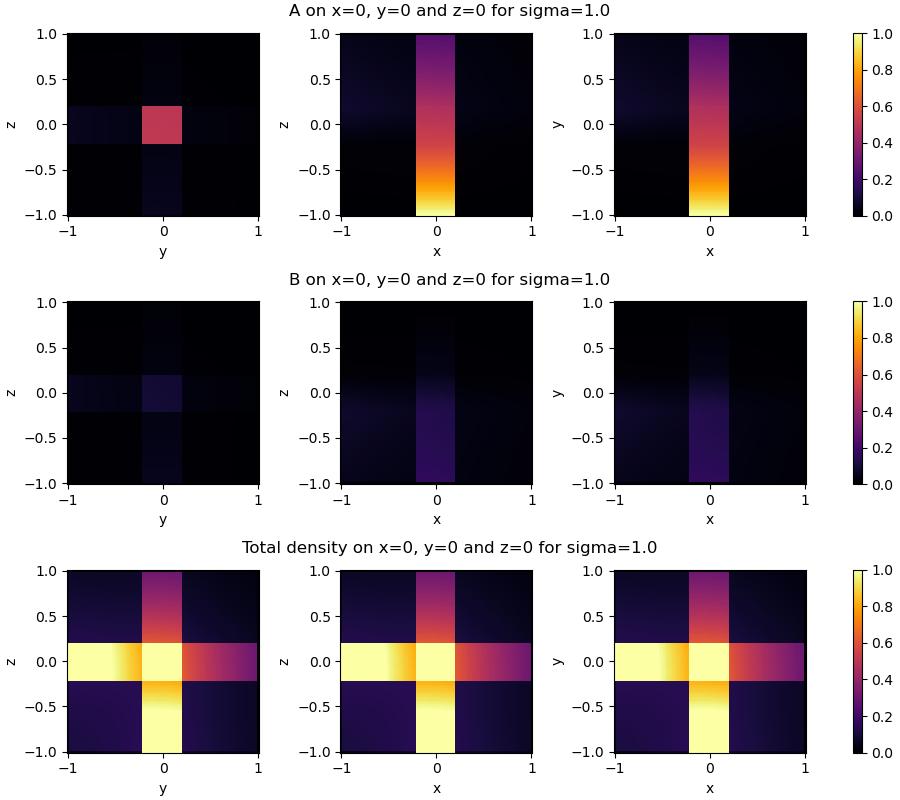 A on x=0, y=0 and z=0 for sigma=1.0
1.0 1.0 1.0 1.0
0.5 0.5 0.5 0.8
z 0.0 z 0.0 y 0.0 0.6
0.4
−0.5 −0.5 −0.5 0.2
−1.0 −1.0 −1.0 0.0
−1 0 1 −1 0 1 −1 0 1
y x x
B on x=0, y=0 and z=0 for sigma=1.0
1.0 1.0 1.0 1.0
0.5 0.5 0.5 0.8
z 0.0 z 0.0 y 0.0 0.6
0.4
−0.5 −0.5 −0.5 0.2
−1.0 −1.0 −1.0 0.0
−1 0 1 −1 0 1 −1 0 1
y x x
Total density on x=0, y=0 and z=0 for sigma=1.0
1.0 1.0 1.0 1.0
0.5 0.5 0.5 0.8
z 0.0 z 0.0 y 0.0 0.6
0.4
−0.5 −0.5 −0.5 0.2
−1.0 −1.0 −1.0 0.0
−1 0 1 −1 0 1 −1 0 1
y x x